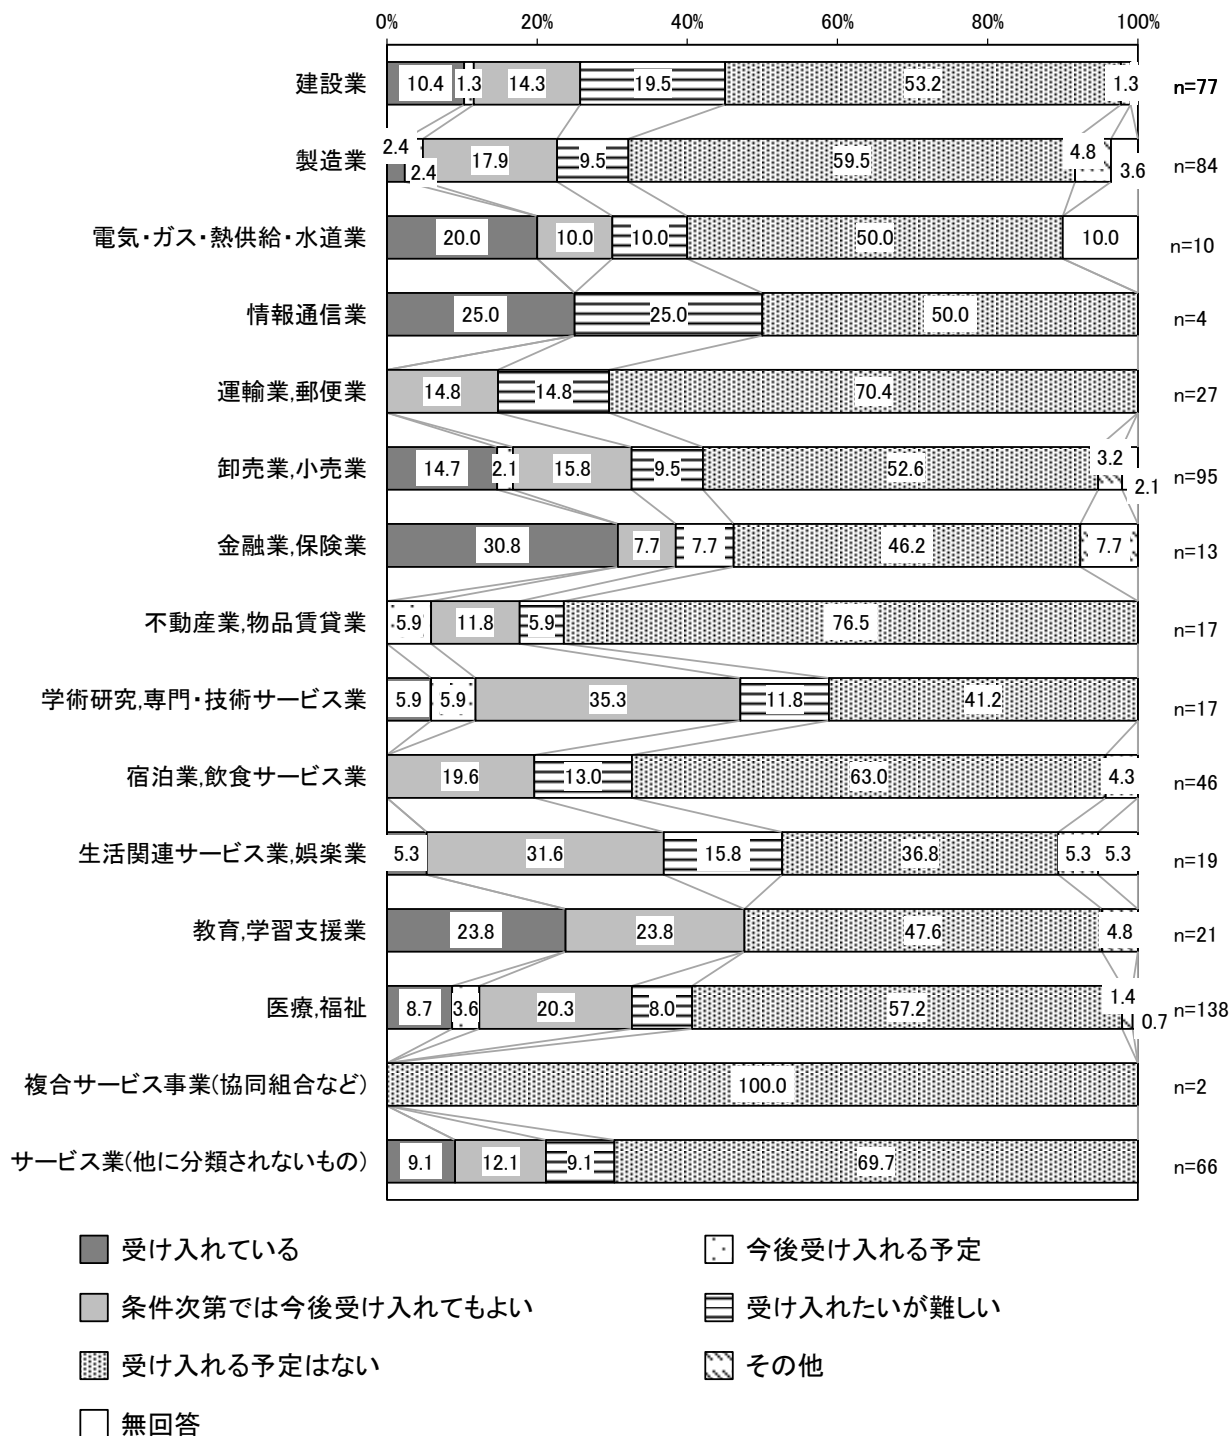 0% 20% 40% 60% 80% 100%
建設業 10.4 1.3 14.3 19.5 53.2 1.3 n=77
製造業 2.4 2.4 17.9 9.5 59.5 4.8 3.6 n=84
電気・ガス・熱供給・水道業 20.0 10.0 10.0 50.0 10.0 n=10
情報通信業 25.0 25.0 50.0 n=4
運輸業,郵便業 14.8 14.8 70.4 n=27
卸売業,小売業 14.7 2.1 15.8 9.5 52.6 3.2 2.1 n=95
金融業,保険業 30.8 7.7 7.7 46.2 7.7 n=13
不動産業,物品賃貸業 5.9 11.8 5.9 76.5 n=17
学術研究,専門・技術サービス業 5.9 5.9 35.3 11.8 41.2 n=17
宿泊業,飲食サービス業 19.6 13.0 63.0 4.3 n=46
生活関連サービス業,娯楽業 5.3 31.6 15.8 36.8 5.3 5.3 n=19
教育,学習支援業 23.8 23.8 47.6 4.8 n=21
医療,福祉 8.7 3.6 20.3 8.0 57.2 1.4 0.7 n=138
複合サービス事業(協同組合など) 100.0 n=2
サービス業(他に分類されないもの) 9.1 12.1 9.1 69.7 n=66
受け入れている 今後受け入れる予定
条件次第では今後受け入れてもよい 受け入れたいが難しい
受け入れる予定はない その他
無回答